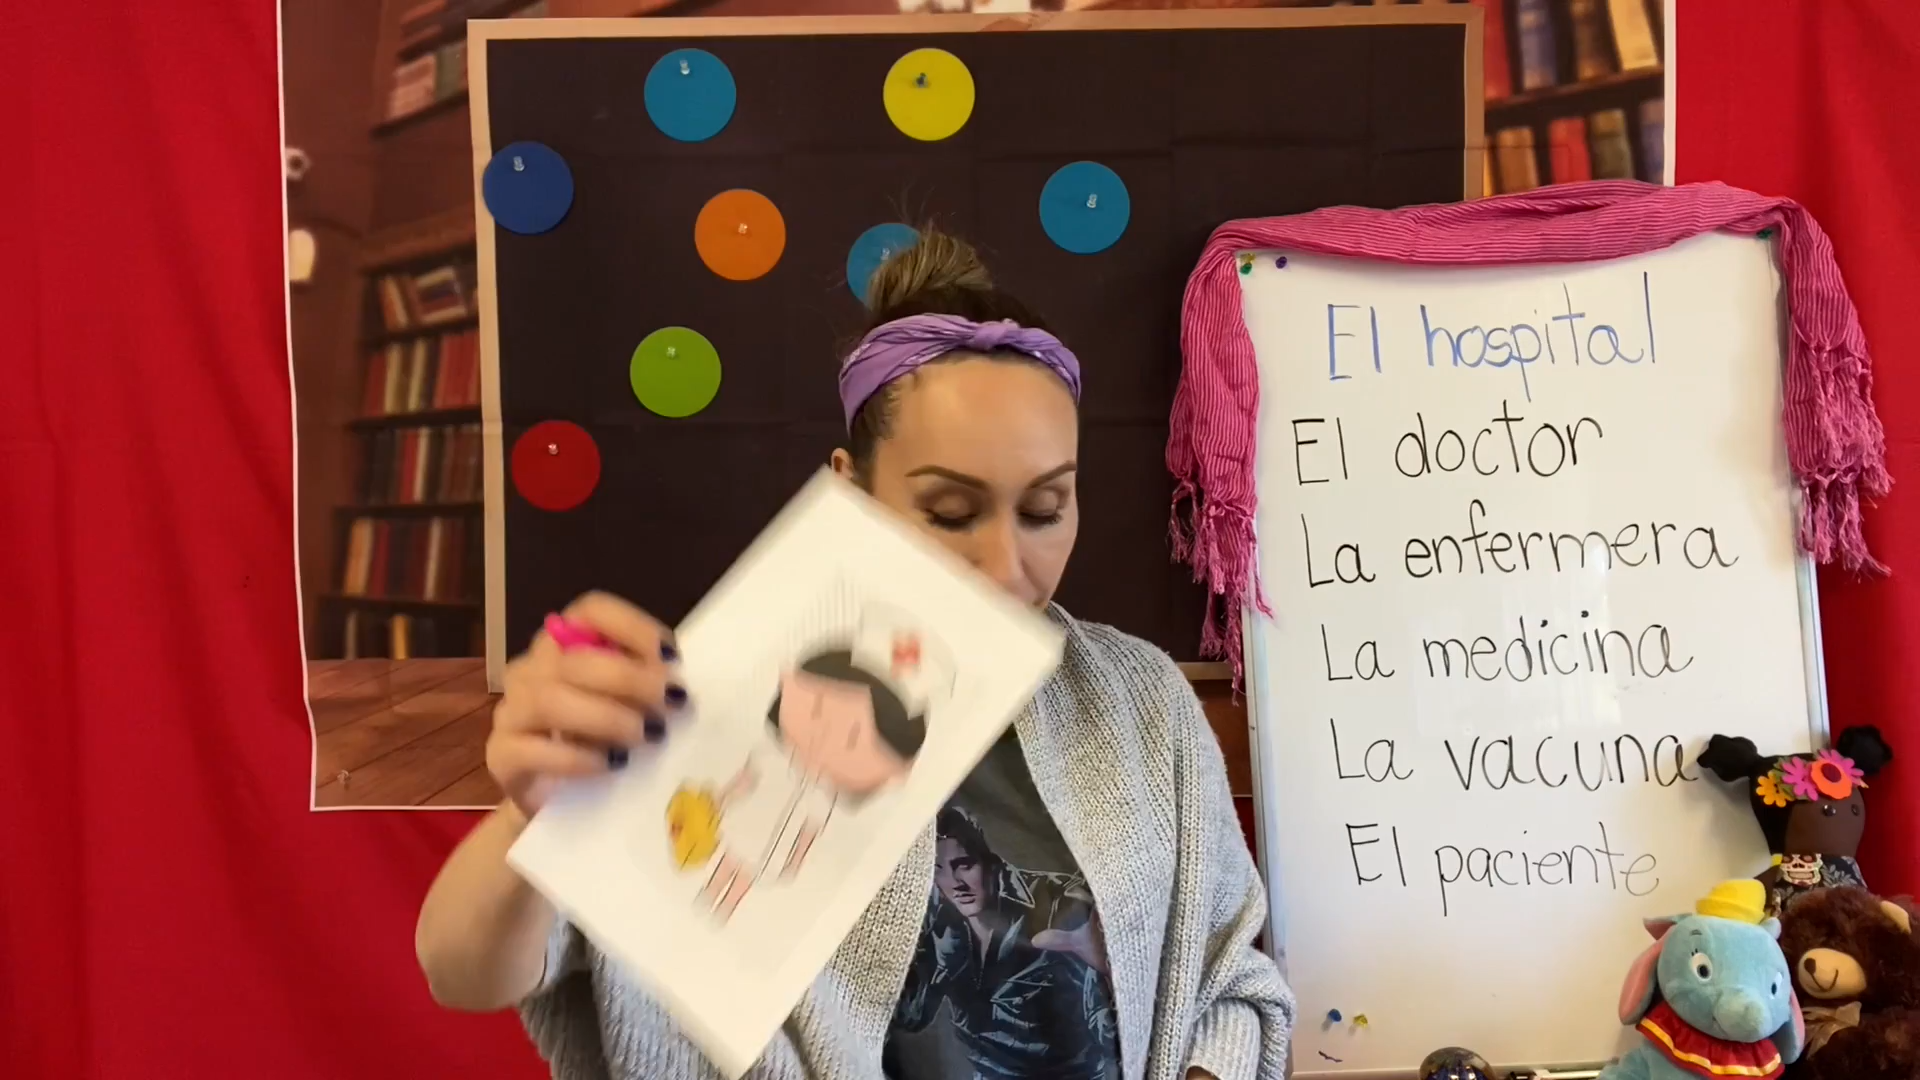 El hospital
El doctor
La enfermera
La medicina
La vacuna
El paciente